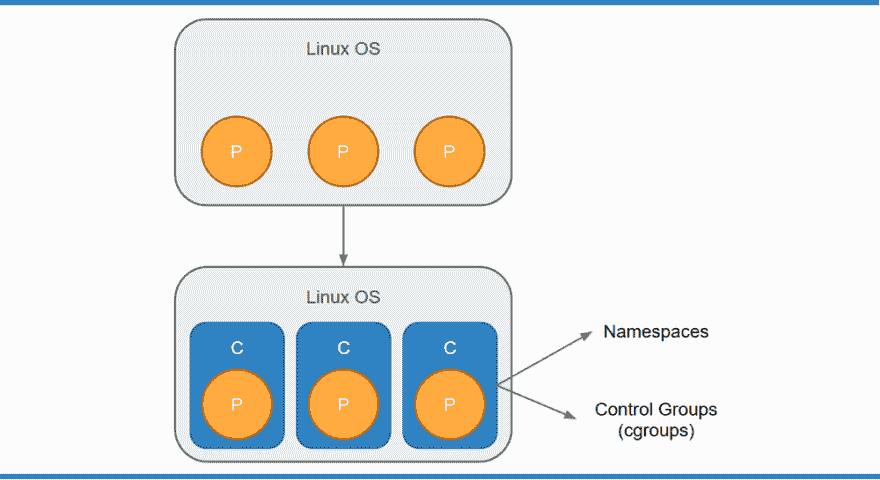 Linux OS
P P P
Linux OS
C C C
P P P
Namespaces
Control Groups
(cgroups)